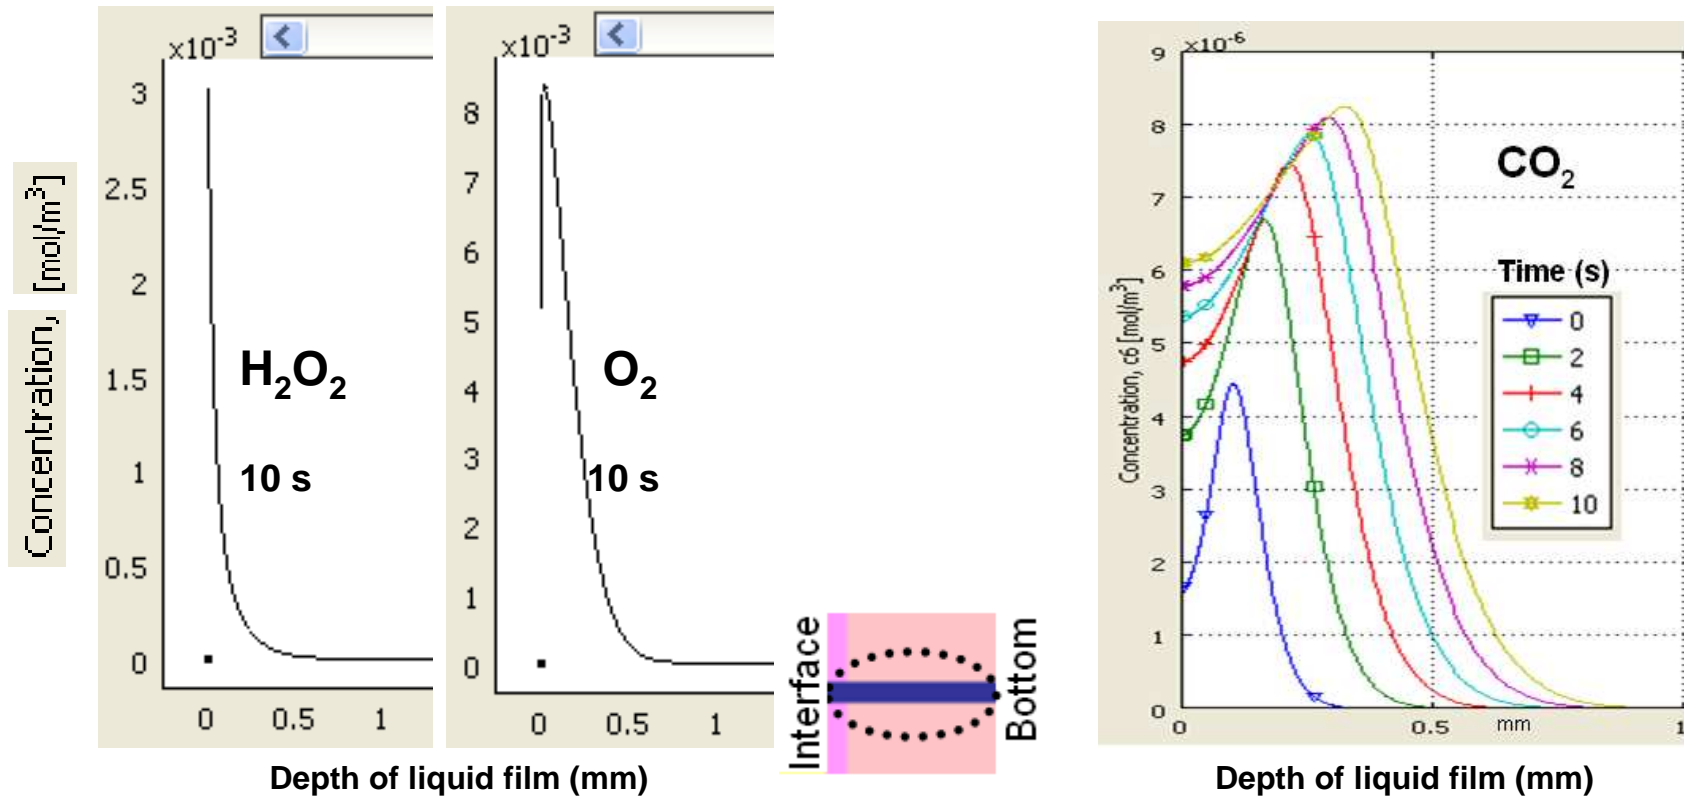 Concentration, [mol/m³]
×10⁻³
3
2.5
2
1.5
1
0.5
0
H₂O₂
10 s
0 0.5 1
×10⁻³
8
7
6
5
4
3
2
1
0
O₂
10 s
0 0.5 1
Depth of liquid film (mm)
Interface
Bottom
×10⁻⁶
9
8
7
6
5
4
3
2
1
0
Concentration, c6 [mol/m³]
CO₂
Time (s)
0
2
4
6
8
10
0 0.5 mm 1
Depth of liquid film (mm)